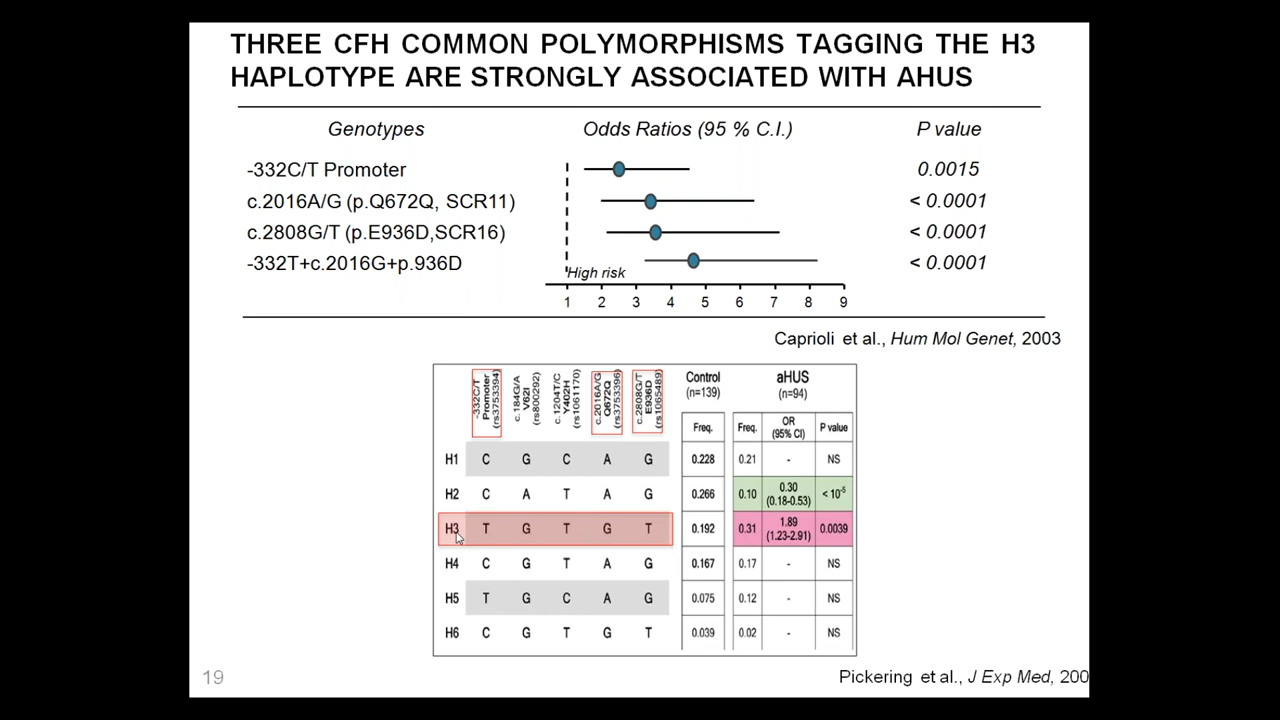 THREE CFH COMMON POLYMORPHISMS TAGGING THE H3
HAPLOTYPE ARE STRONGLY ASSOCIATED WITH AHUS
Genotypes Odds Ratios (95 % C.I.) P value
-332C/T Promoter 0.0015
c.2016A/G (p.Q672Q, SCR11) < 0.0001
c.2808G/T (p.E936D,SCR16) < 0.0001
-332T+c.2016G+p.936D < 0.0001
High risk
1 2 3 4 5 6 7 8 9
Caprioli et al., Hum Mol Genet, 2003
-332C/T
Promoter
(rs3753394)
c.184G/A
V62I
(rs800292)
c.1204T/C
Y402H
(rs1061170)
c.2016A/G
Q672Q
(rs3753396)
c.2808G/T
E936D
(rs1065489)
Control
(n=139)
aHUS
(n=94)
Freq. Freq. OR
(95% CI) P value
H1 C G C A G 0.228 0.21 - NS
H2 C A T A G 0.266 0.10 0.30
(0.18-0.53) < 10-5
H3 T G T G T 0.192 0.31 1.89
(1.23-2.91) 0.0039
H4 C G T A G 0.167 0.17 - NS
H5 T G C A G 0.075 0.12 - NS
H6 C G T G T 0.039 0.02 - NS
19
Pickering et al., J Exp Med, 200